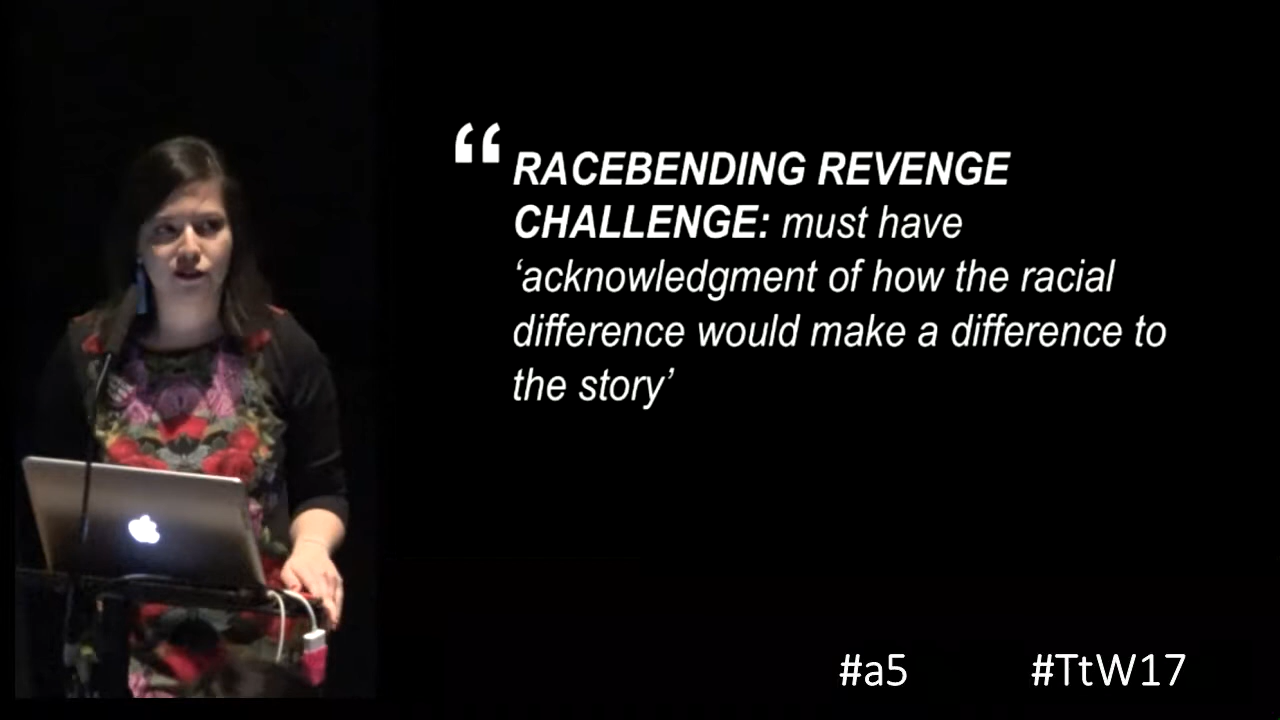 “RACEBENDING REVENGE
CHALLENGE: must have
‘acknowledgment of how the racial
difference would make a difference to
the story’
#a5 #TtW17